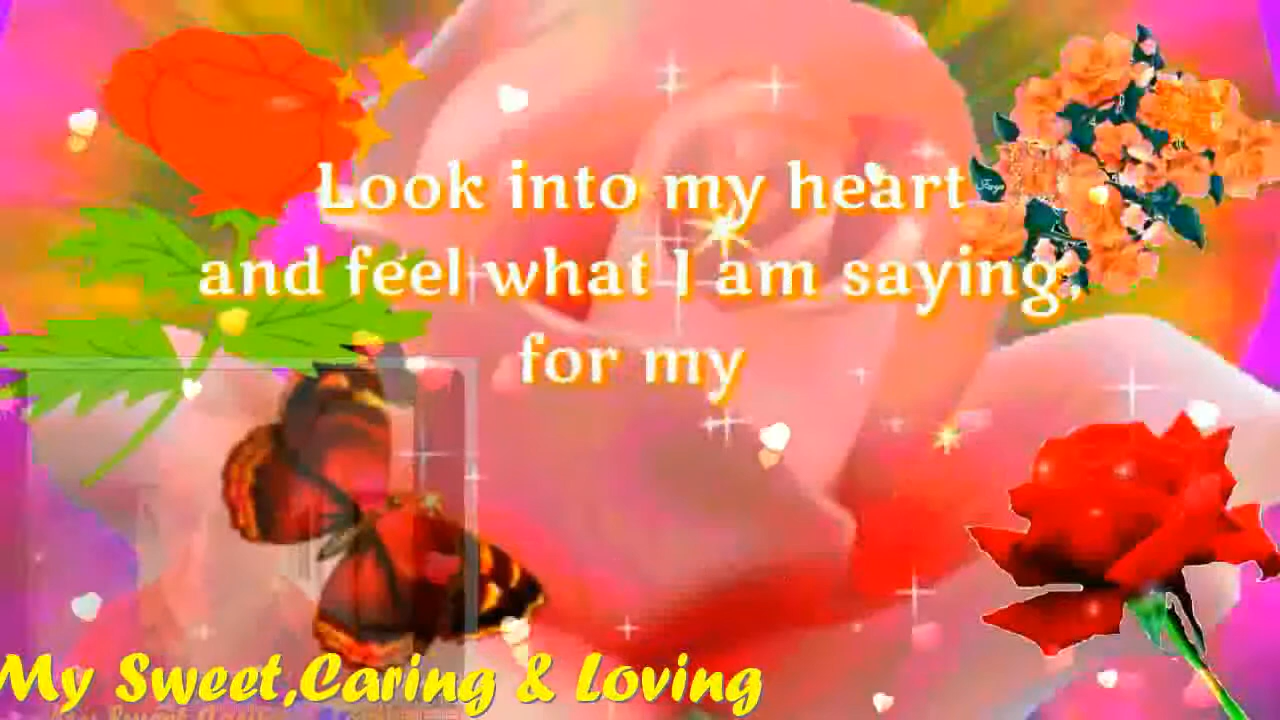 Look into my heart
and feel what I am saying,
for my
My Sweet,Caring & Loving